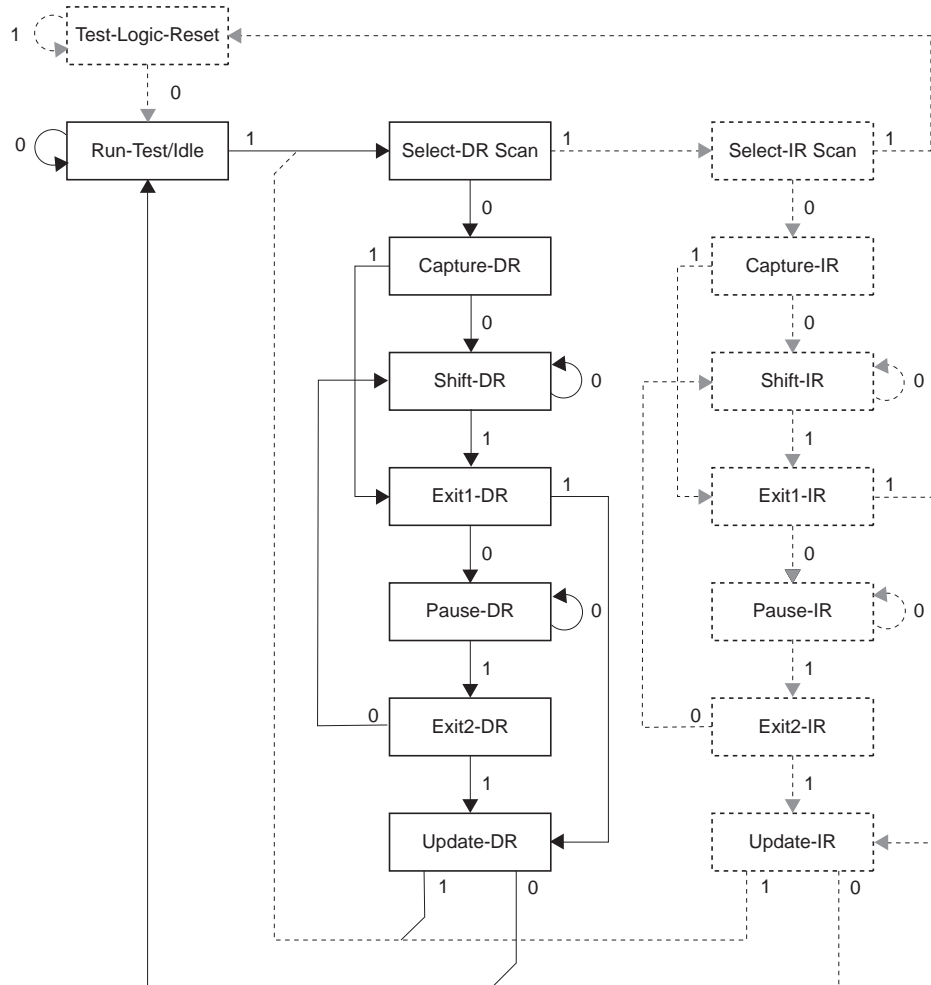 Test-Logic-Reset
1
0
Run-Test/Idle
0
1
Select-DR Scan
1
Select-IR Scan
1
0
0
Capture-DR
1
Capture-IR
1
0
0
Shift-DR
0
Shift-IR
0
1
1
Exit1-DR
1
Exit1-IR
1
0
0
Pause-DR
0
Pause-IR
0
1
1
Exit2-DR
0
Exit2-IR
0
1
1
Update-DR
Update-IR
1
0
1
0